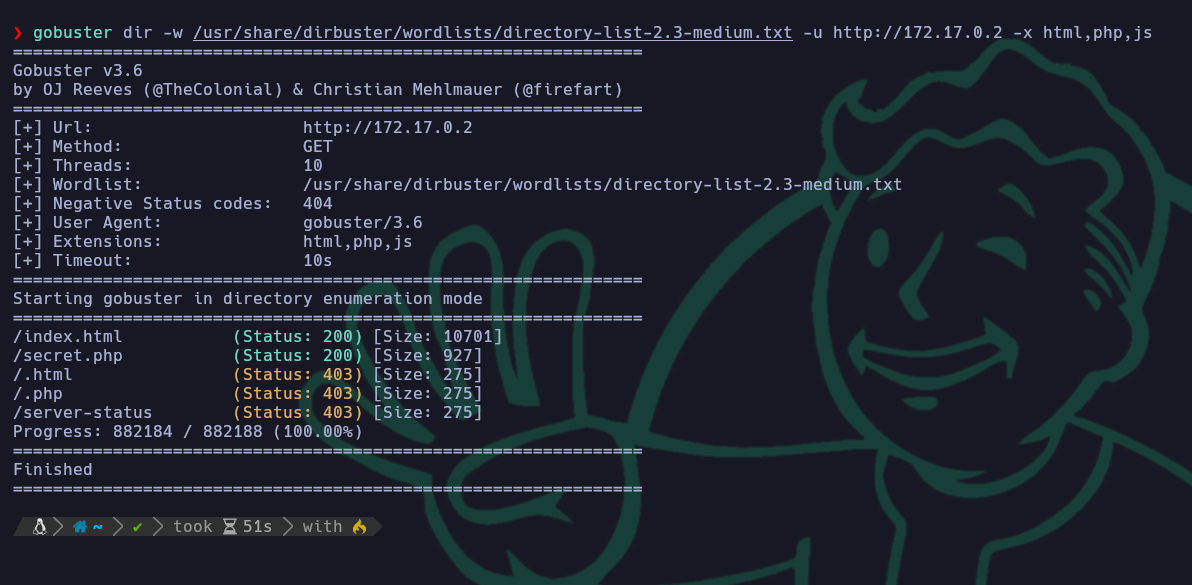 ❯ gobuster dir -w /usr/share/dirbuster/wordlists/directory-list-2.3-medium.txt -u http://172.17.0.2 -x html,php,js
===============================================================
Gobuster v3.6
by OJ Reeves (@TheColonial) & Christian Mehlmauer (@firefart)
===============================================================
[+] Url:                     http://172.17.0.2
[+] Method:                  GET
[+] Threads:                 10
[+] Wordlist:                /usr/share/dirbuster/wordlists/directory-list-2.3-medium.txt
[+] Negative Status codes:   404
[+] User Agent:              gobuster/3.6
[+] Extensions:              html,php,js
[+] Timeout:                 10s
===============================================================
Starting gobuster in directory enumeration mode
===============================================================
/index.html           (Status: 200) [Size: 10701]
/secret.php           (Status: 200) [Size: 927]
/.html                (Status: 403) [Size: 275]
/.php                 (Status: 403) [Size: 275]
/server-status        (Status: 403) [Size: 275]
Progress: 882184 / 882188 (100.00%)
===============================================================
Finished
===============================================================
~ ✔ took 51s with